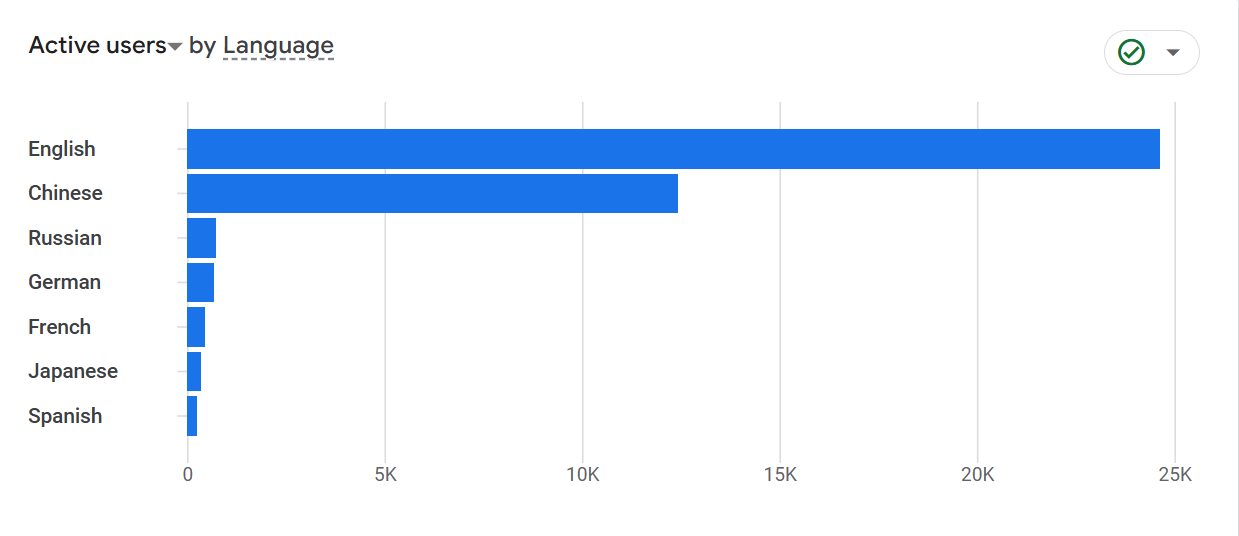 Active users by Language
English
Chinese
Russian
German
French
Japanese
Spanish
0 5K 10K 15K 20K 25K